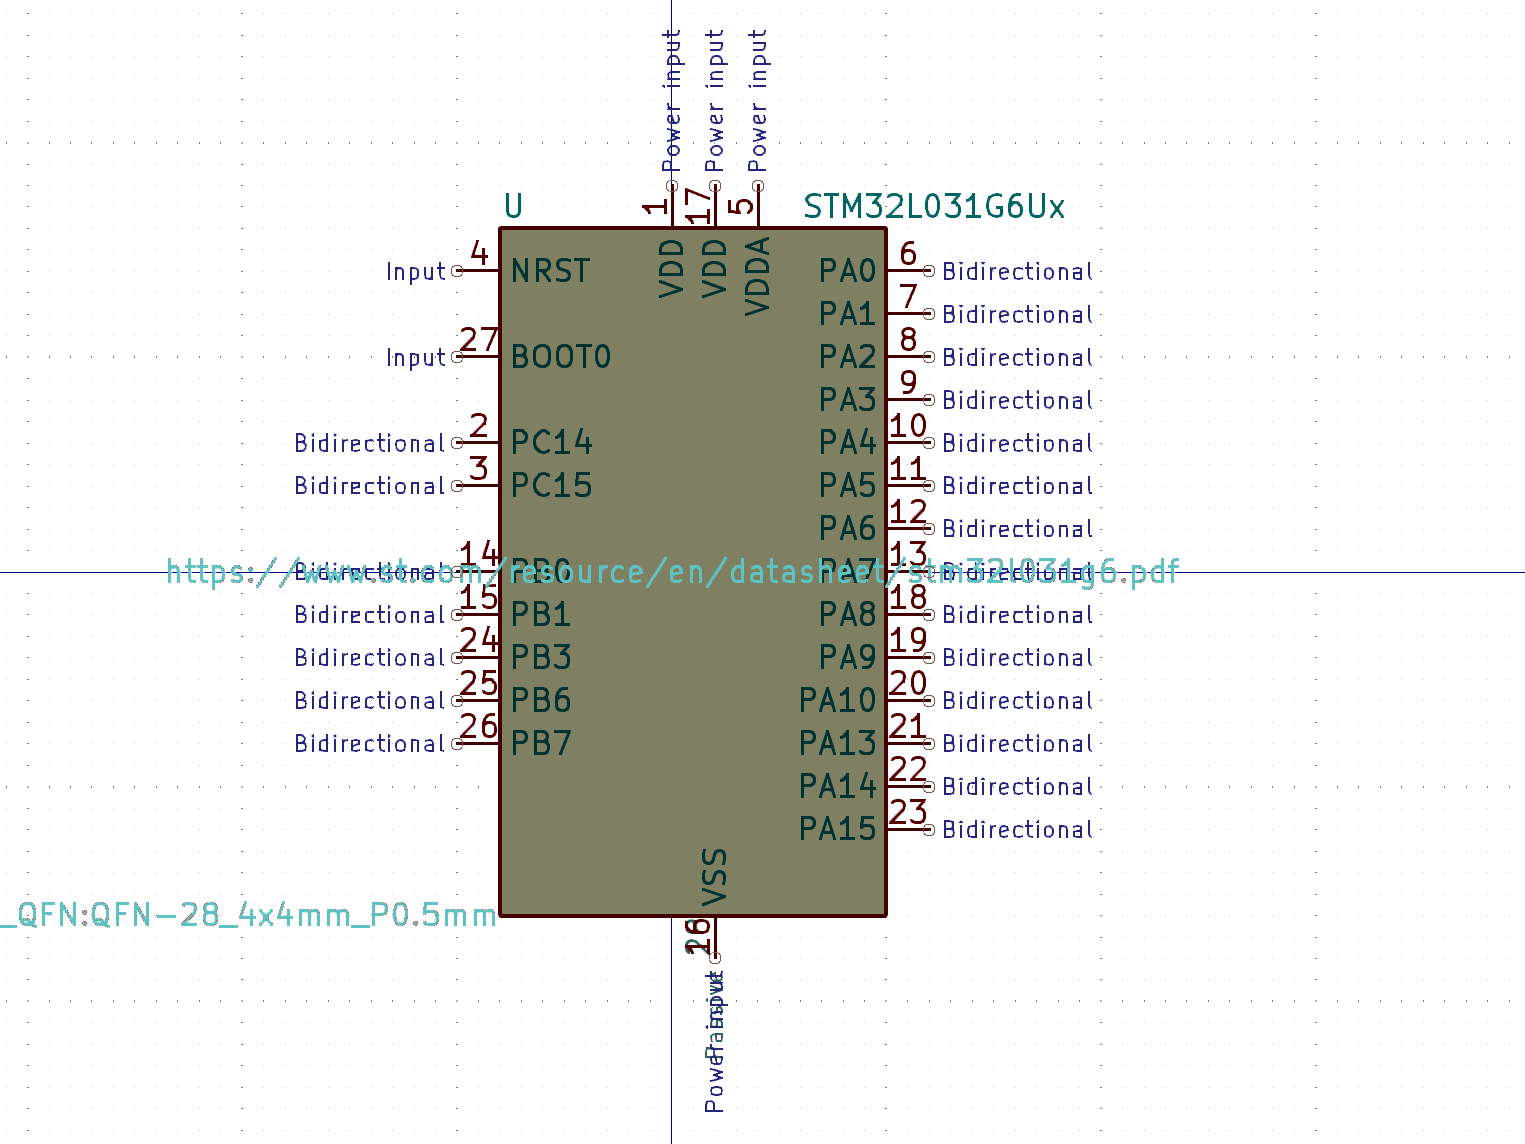 Power input
Power input
Power input
1
17
5
U
STM32L031G6Ux
VDD
VDD
VDDA
Input
4
NRST
PA0
6
Bidirectional
PA1
7
Bidirectional
Input
27
BOOT0
PA2
8
Bidirectional
PA3
9
Bidirectional
Bidirectional
2
PC14
PA4
10
Bidirectional
Bidirectional
3
PC15
PA5
11
Bidirectional
PA6
12
Bidirectional
Bidirectional
14
PB0
https://www.st.com/resource/en/datasheet/stm32l031g6.pdf
PA7
13
Bidirectional
Bidirectional
15
PB1
PA8
18
Bidirectional
Bidirectional
24
PB3
PA9
19
Bidirectional
Bidirectional
25
PB6
PA10
20
Bidirectional
Bidirectional
26
PB7
PA13
21
Bidirectional
PA14
22
Bidirectional
PA15
23
Bidirectional
VSS
_QFN:QFN-28_4x4mm_P0.5mm
16
Power input
Passive